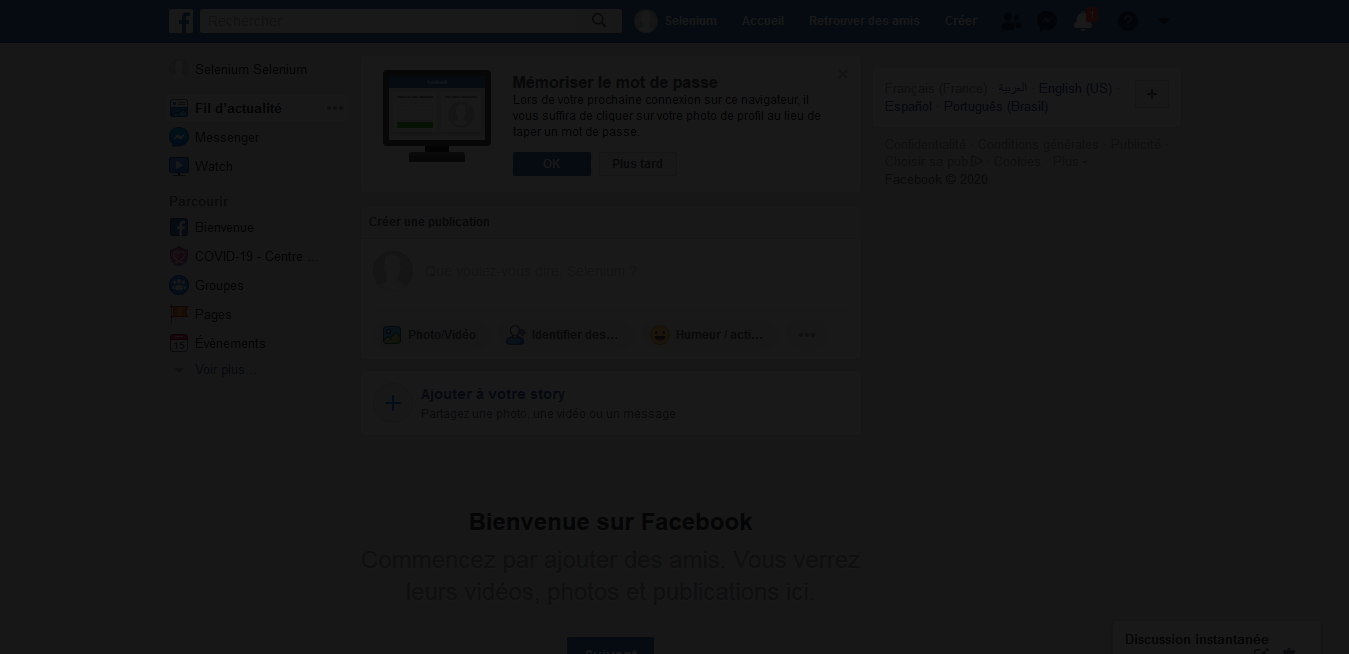 Rechercher
Selenium
Accueil
Retrouver des amis
Créer
Selenium Selenium
Fil d'actualité
Messenger
Watch
Parcourir
Bienvenue
COVID-19 - Centre ...
Groupes
Pages
Événements
15
Voir plus...
Mémoriser le mot de passe
Lors de votre prochaine connexion sur ce navigateur, il
vous suffira de cliquer sur votre photo de profil au lieu de
taper un mot de passe.
OK
Plus tard
Créer une publication
Que voulez-vous dire, Selenium ?
Photo/Vidéo
Identifier des...
Humeur / acti...
Ajouter à votre story
Partagez une photo, une vidéo ou un message
Bienvenue sur Facebook
Commencez par ajouter des amis. Vous verrez
leurs vidéos, photos et publications ici.
Suivant
Français (France) · العربية · English (US)
Español · Português (Brasil)
Confidentialité · Conditions générales · Publicité
Choisir sa pub · Cookies · Plus
Facebook © 2020
Discussion instantanée